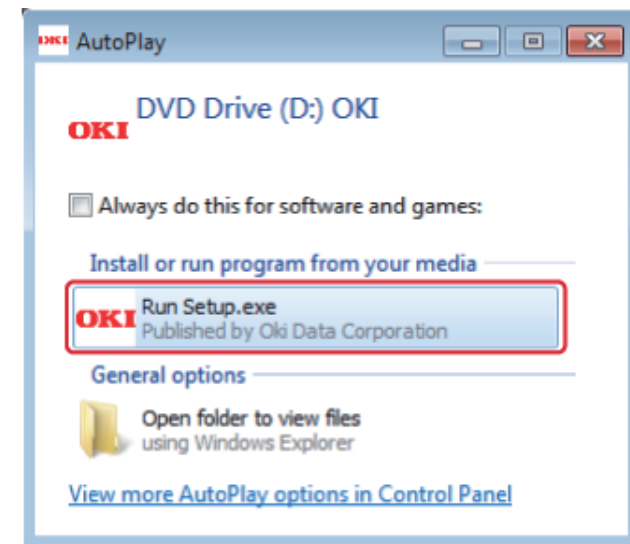 OKI AutoPlay
OKI DVD Drive (D:) OKI
Always do this for software and games:
Install or run program from your media
OKI Run Setup.exe
Published by Oki Data Corporation
General options
Open folder to view files
using Windows Explorer
View more AutoPlay options in Control Panel